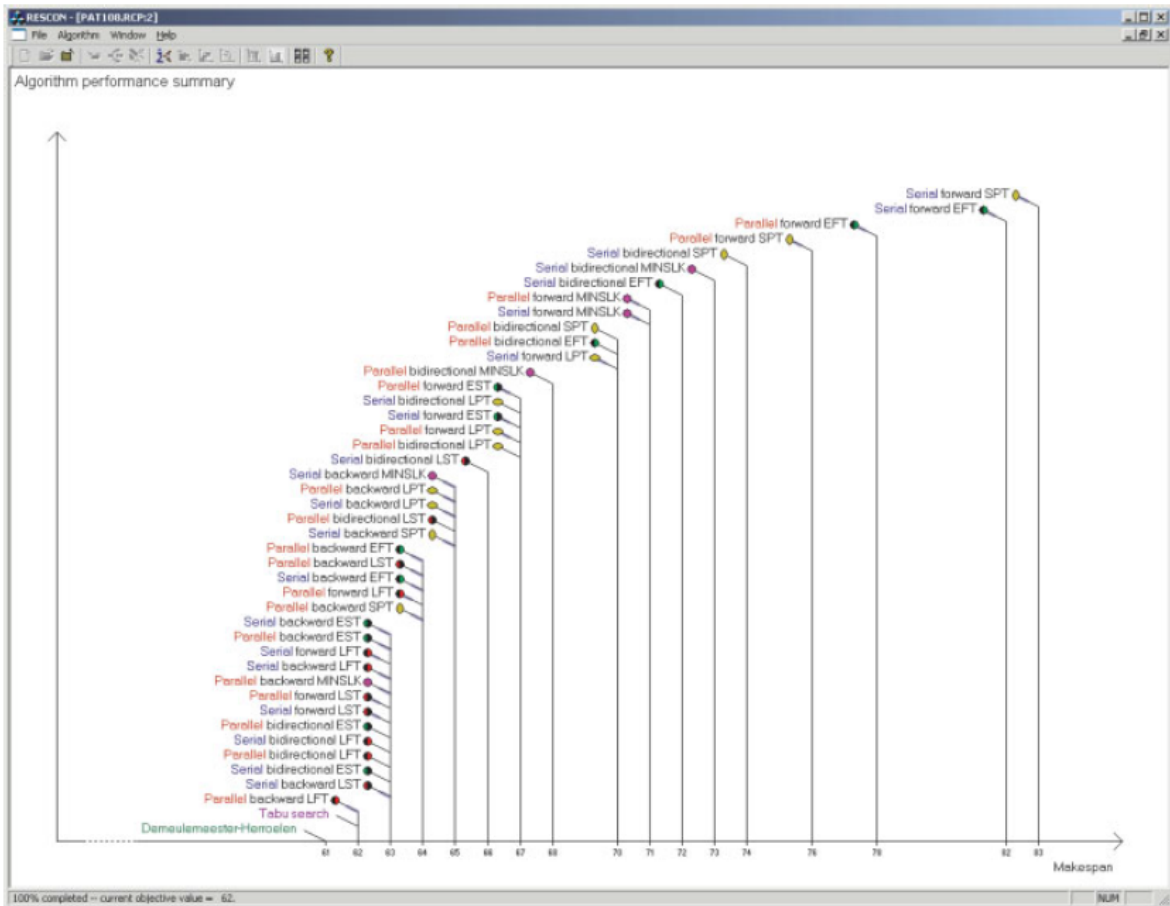 RESCON - [PAT108.RCP:2]
File Algorithm Window Help
Algorithm performance summary
Serial forward SPT
Serial forward EFT
Parallel forward EFT
Parallel forward SPT
Serial bidirectional SPT
Serial bidirectional MINSLK
Serial bidirectional EFT
Parallel forward MINSLK
Serial forward MINSLK
Parallel bidirectional SPT
Parallel bidirectional EFT
Serial forward LPT
Parallel bidirectional MINSLK
Parallel forward EST
Serial bidirectional LPT
Serial forward EST
Parallel forward LPT
Parallel bidirectional LPT
Serial bidirectional LST
Serial backward MINSLK
Parallel backward LPT
Serial backward LPT
Parallel bidirectional LST
Serial backward SPT
Parallel backward EFT
Parallel backward LST
Serial backward EFT
Parallel forward LFT
Parallel backward SPT
Serial backward EST
Parallel backward EST
Serial forward LFT
Serial backward LFT
Parallel backward MINSLK
Parallel forward LST
Serial forward LST
Parallel bidirectional EST
Serial bidirectional LFT
Parallel bidirectional LFT
Serial bidirectional EST
Serial backward LST
Parallel backward LFT
Tabu search
Demeulemeester-Herroelen
61 62 63 64 65 66 67 68 70 71 72 73 74 76 78 82 83
Makespan
100% completed -- current objective value = 62.
NUM